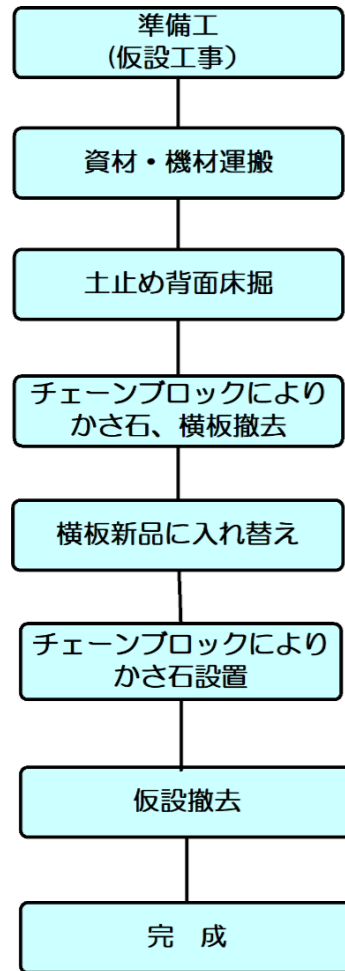 準備工
(仮設工事）
資材・機材運搬
土止め背面床掘
チェーンブロックにより
かさ石、横板撤去
横板新品に入れ替え
チェーンブロックにより
かさ石設置
仮設撤去
完　成